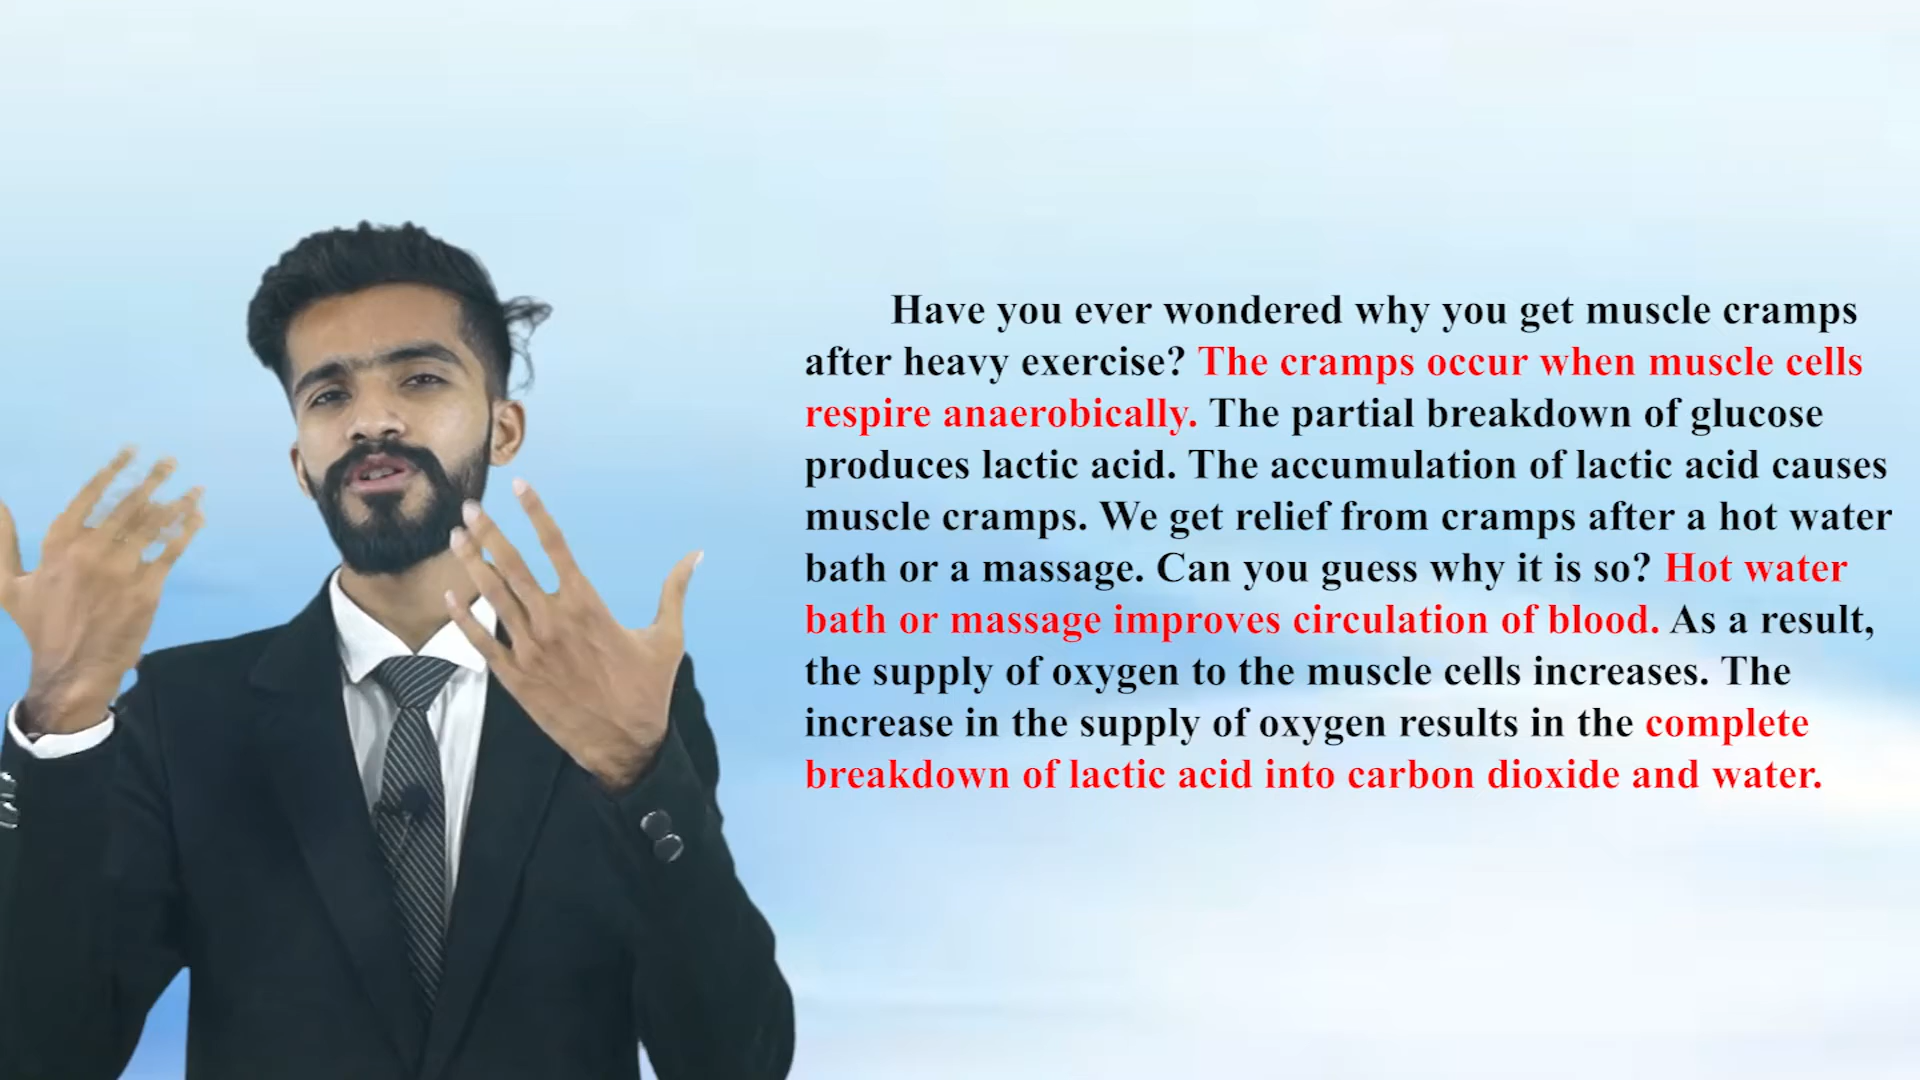 Have you ever wondered why you get muscle cramps
after heavy exercise? The cramps occur when muscle cells
respire anaerobically. The partial breakdown of glucose
produces lactic acid. The accumulation of lactic acid causes
muscle cramps. We get relief from cramps after a hot water
bath or a massage. Can you guess why it is so? Hot water
bath or massage improves circulation of blood. As a result,
the supply of oxygen to the muscle cells increases. The
increase in the supply of oxygen results in the complete
breakdown of lactic acid into carbon dioxide and water.